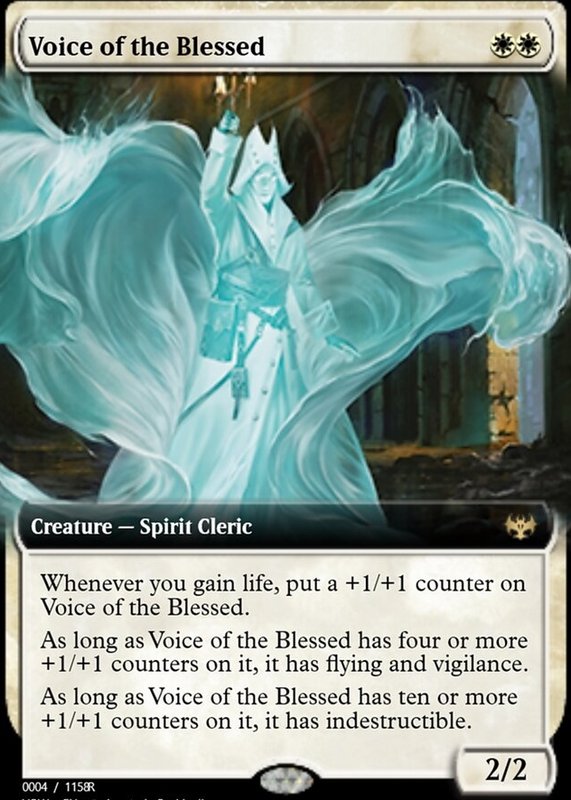 Voice of the Blessed
Creature — Spirit Cleric
Whenever you gain life, put a +1/+1 counter on
Voice of the Blessed.
As long as Voice of the Blessed has four or more
+1/+1 counters on it, it has flying and vigilance.
As long as Voice of the Blessed has ten or more
+1/+1 counters on it, it has indestructible.
2/2
0004 / 1158R